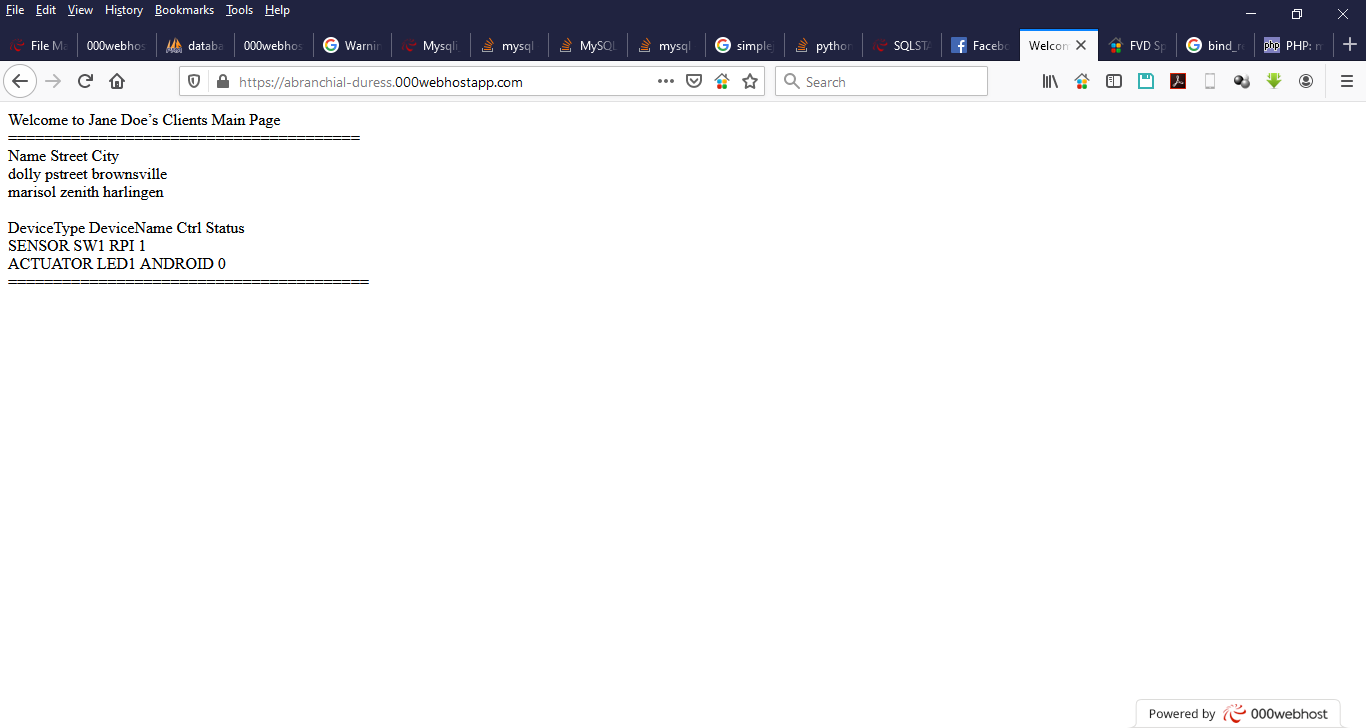 File Edit View History Bookmarks Tools Help
File Ma 000webhos databa 000webhos Warnin Mysqli mysql MySQL mysql simple python SQLSTA Facebo Welcom FVD Sp bind_re PHP: m
https://abranchial-duress.000webhostapp.com Search
Welcome to Jane Doe’s Clients Main Page
=======================================
Name Street City
dolly pstreet brownsville
marisol zenith harlingen
DeviceType DeviceName Ctrl Status
SENSOR SW1 RPI 1
ACTUATOR LED1 ANDROID 0
========================================
Powered by 000webhost